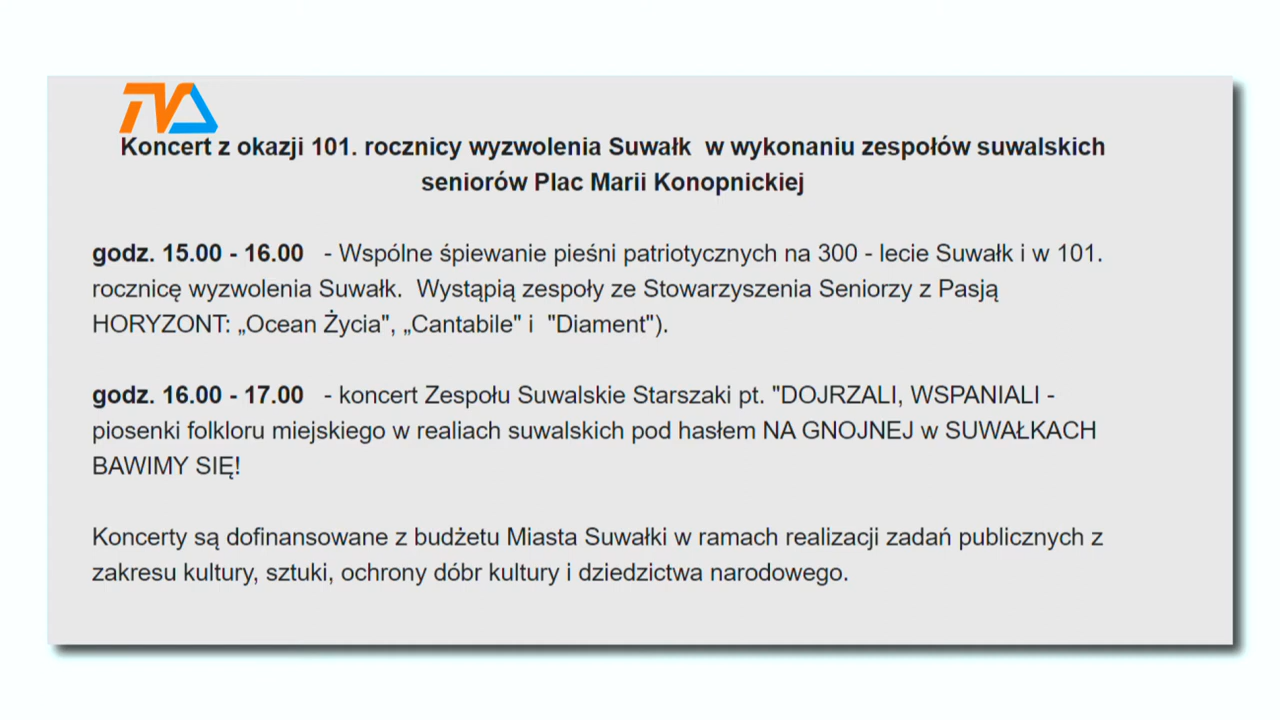 TVA
Koncert z okazji 101. rocznicy wyzwolenia Suwałk  w wykonaniu zespołów suwalskich
seniorów Plac Marii Konopnickiej
godz. 15.00 - 16.00   - Wspólne śpiewanie pieśni patriotycznych na 300 - lecie Suwałk i w 101.
rocznicę wyzwolenia Suwałk.  Wystąpią zespoły ze Stowarzyszenia Seniorzy z Pasją
HORYZONT: „Ocean Życia", „Cantabile" i  "Diament").
godz. 16.00 - 17.00   - koncert Zespołu Suwalskie Starszaki pt. "DOJRZALI, WSPANIALI -
piosenki folkloru miejskiego w realiach suwalskich pod hasłem NA GNOJNEJ w SUWAŁKACH
BAWIMY SIĘ!
Koncerty są dofinansowane z budżetu Miasta Suwałki w ramach realizacji zadań publicznych z
zakresu kultury, sztuki, ochrony dóbr kultury i dziedzictwa narodowego.